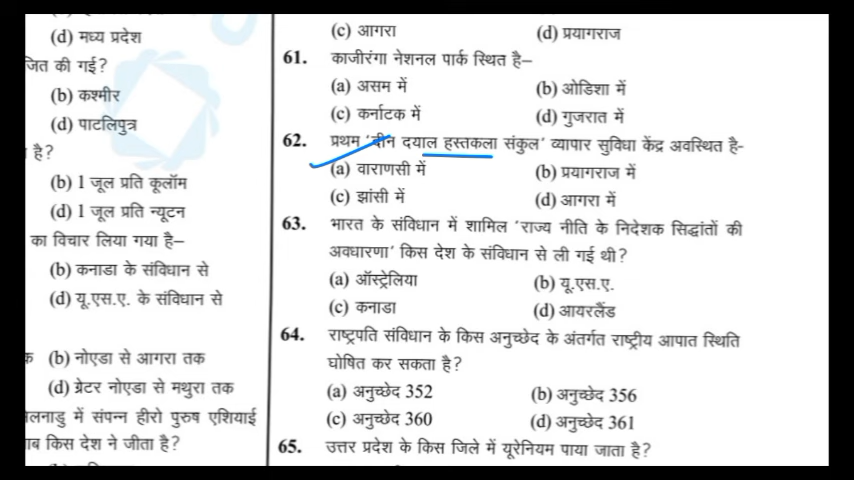 (d) मध्य प्रदेश
जित की गई?
(b) कश्मीर
(d) पाटलिपुत्र
है?
(b) 1 जूल प्रति कूलॉम
(d) 1 जूल प्रति न्यूटन
का विचार लिया गया है–
(b) कनाडा के संविधान से
(d) यू.एस.ए. के संविधान से
(b) नोएडा से आगरा तक
(d) ग्रेटर नोएडा से मथुरा तक
लनाडु में संपन्न हीरो पुरुष एशियाई
ाब किस देश ने जीता है?
(c) आगरा (d) प्रयागराज
61. काजीरंगा नेशनल पार्क स्थित है–
(a) असम में (b) ओडिशा में
(c) कर्नाटक में (d) गुजरात में
62. प्रथम 'दीन दयाल हस्तकला संकुल' व्यापार सुविधा केंद्र अवस्थित है-
(a) वाराणसी में (b) प्रयागराज में
(c) झांसी में (d) आगरा में
63. भारत के संविधान में शामिल 'राज्य नीति के निदेशक सिद्धांतों की
अवधारणा' किस देश के संविधान से ली गई थी?
(a) ऑस्ट्रेलिया (b) यू.एस.ए.
(c) कनाडा (d) आयरलैंड
64. राष्ट्रपति संविधान के किस अनुच्छेद के अंतर्गत राष्ट्रीय आपात स्थिति
घोषित कर सकता है?
(a) अनुच्छेद 352 (b) अनुच्छेद 356
(c) अनुच्छेद 360 (d) अनुच्छेद 361
65. उत्तर प्रदेश के किस जिले में यूरेनियम पाया जाता है?